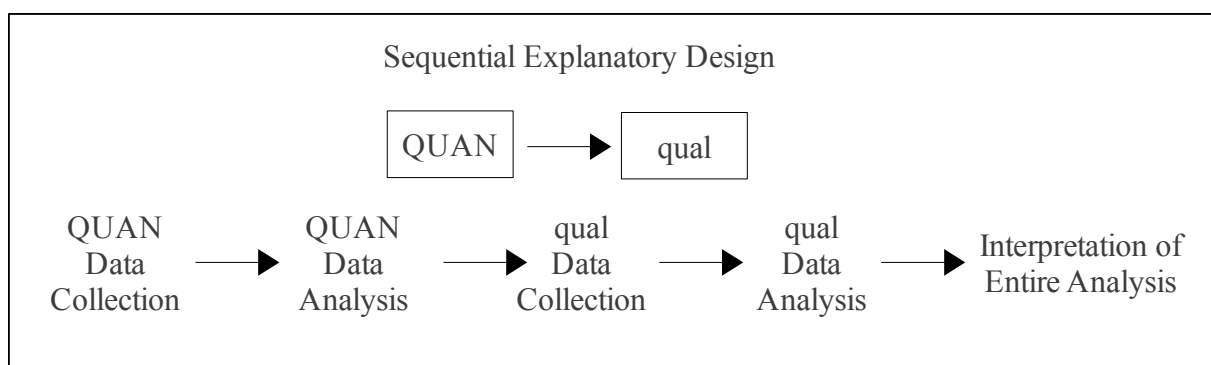 Sequential Explanatory Design
QUAN
qual
QUAN
Data
Collection
QUAN
Data
Analysis
qual
Data
Collection
qual
Data
Analysis
Interpretation of
Entire Analysis